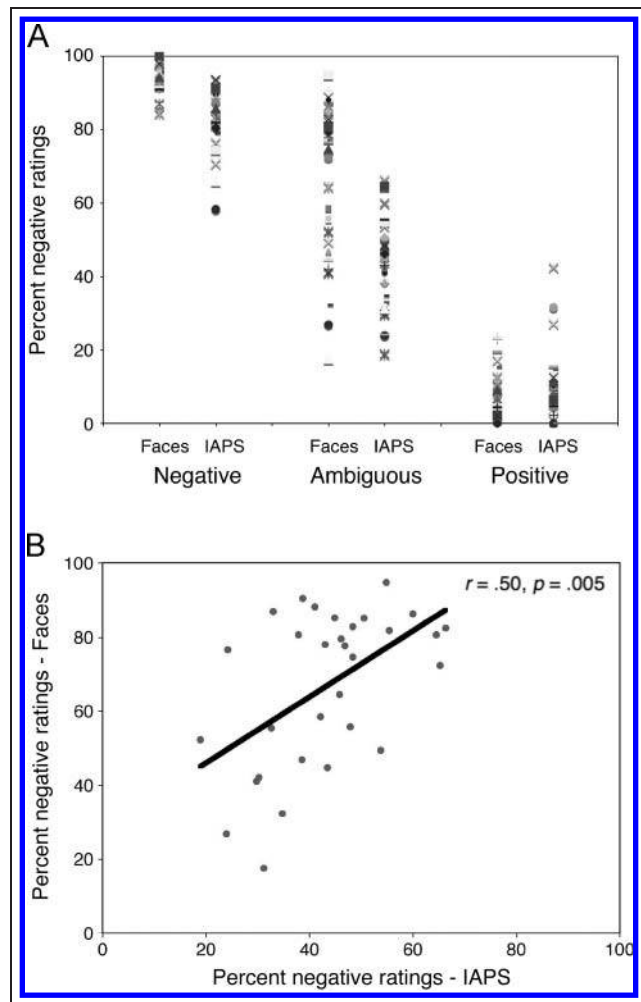 A
100
80
60
40
20
0
Percent negative ratings
Faces IAPS Faces IAPS Faces IAPS
Negative Ambiguous Positive
B
100
80
60
40
20
0
Percent negative ratings - Faces
r = .50, p = .005
0 20 40 60 80 100
Percent negative ratings - IAPS